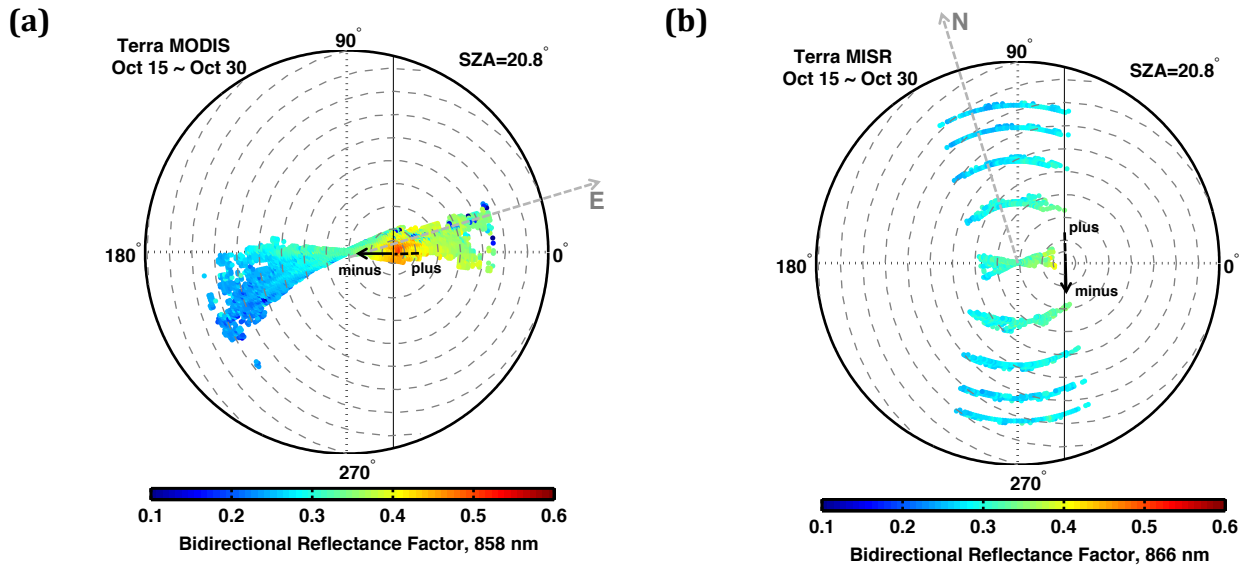 (a)
Terra MODIS
Oct 15 ~ Oct 30
90°
SZA=20.8°
E
180°
0°
minus
plus
270°
0.1 0.2 0.3 0.4 0.5 0.6
Bidirectional Reflectance Factor, 858 nm
(b)
N
Terra MISR
Oct 15 ~ Oct 30
90°
SZA=20.8°
plus
180°
0°
minus
270°
0.1 0.2 0.3 0.4 0.5 0.6
Bidirectional Reflectance Factor, 866 nm